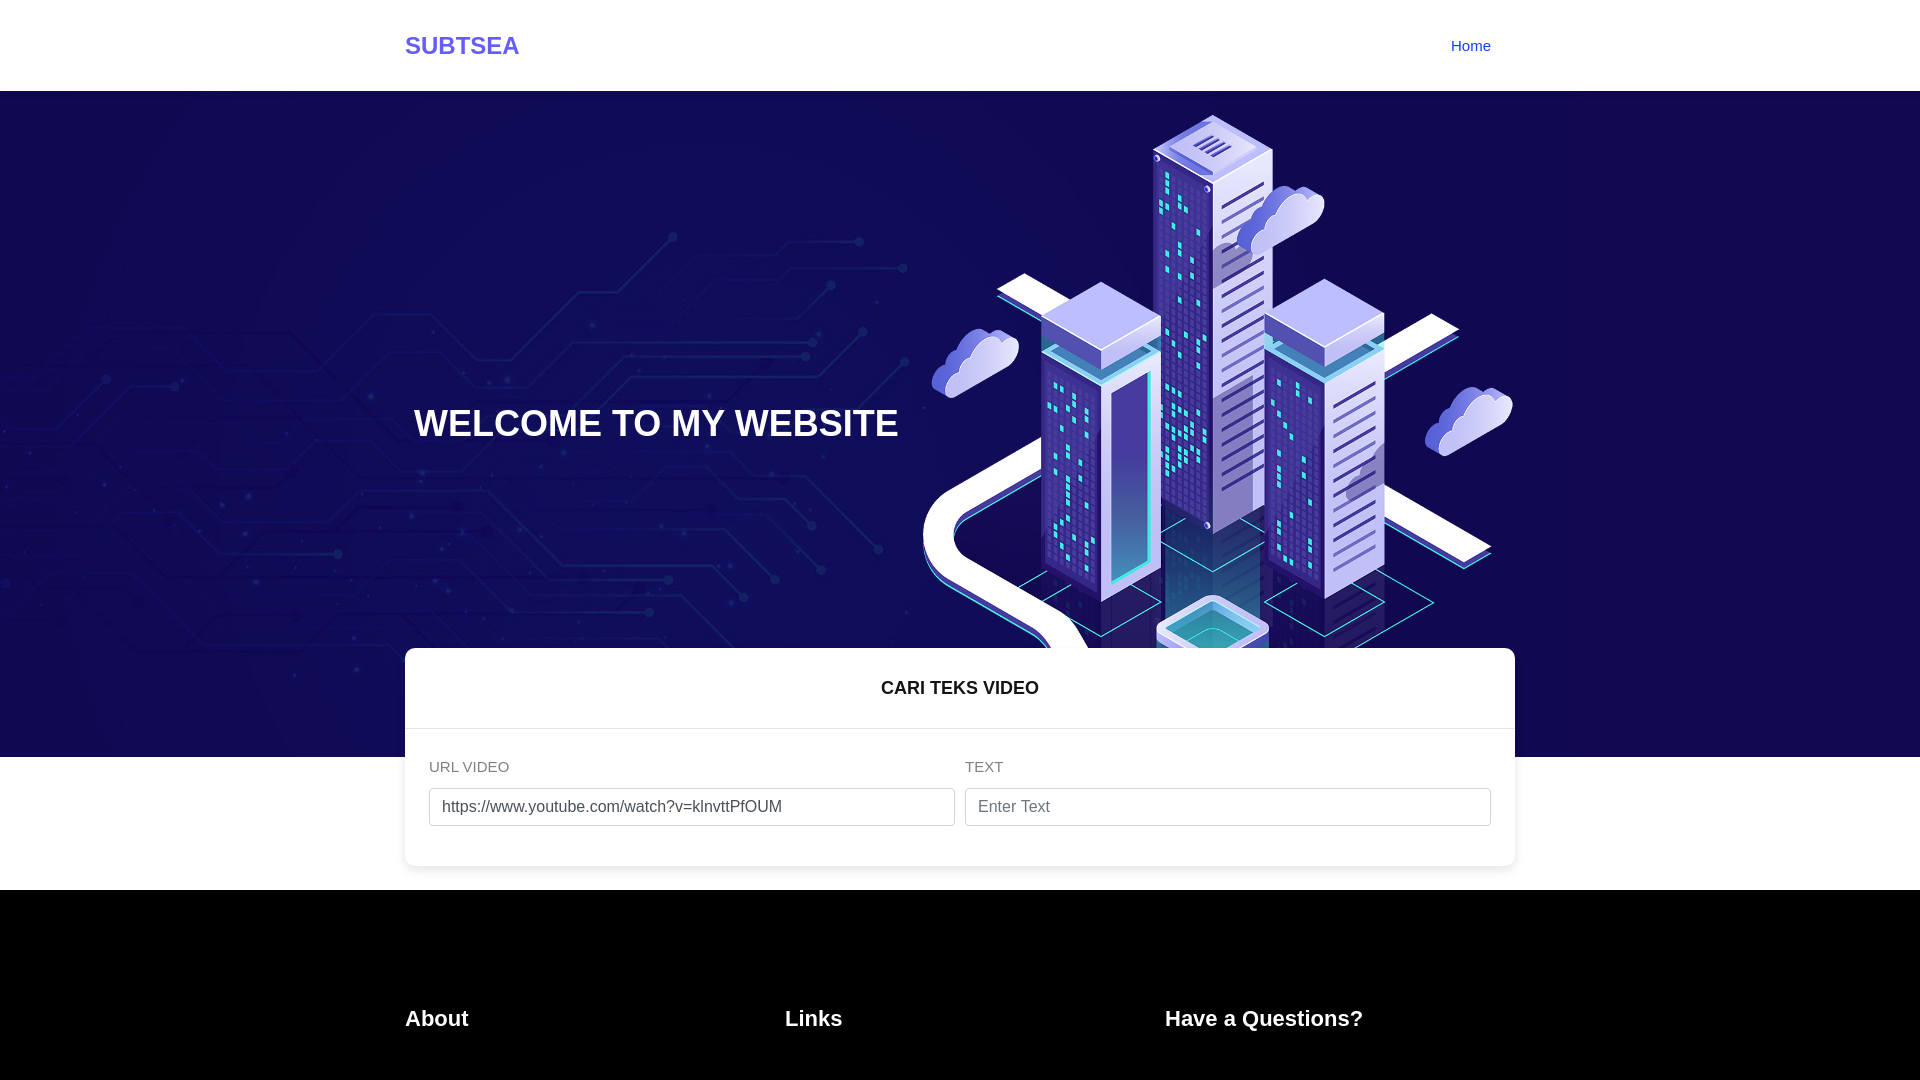 SUBTSEA
Home
WELCOME TO MY WEBSITE
CARI TEKS VIDEO
URL VIDEO
TEXT
https://www.youtube.com/watch?v=klnvttPfOUM
Enter Text
About
Links
Have a Questions?